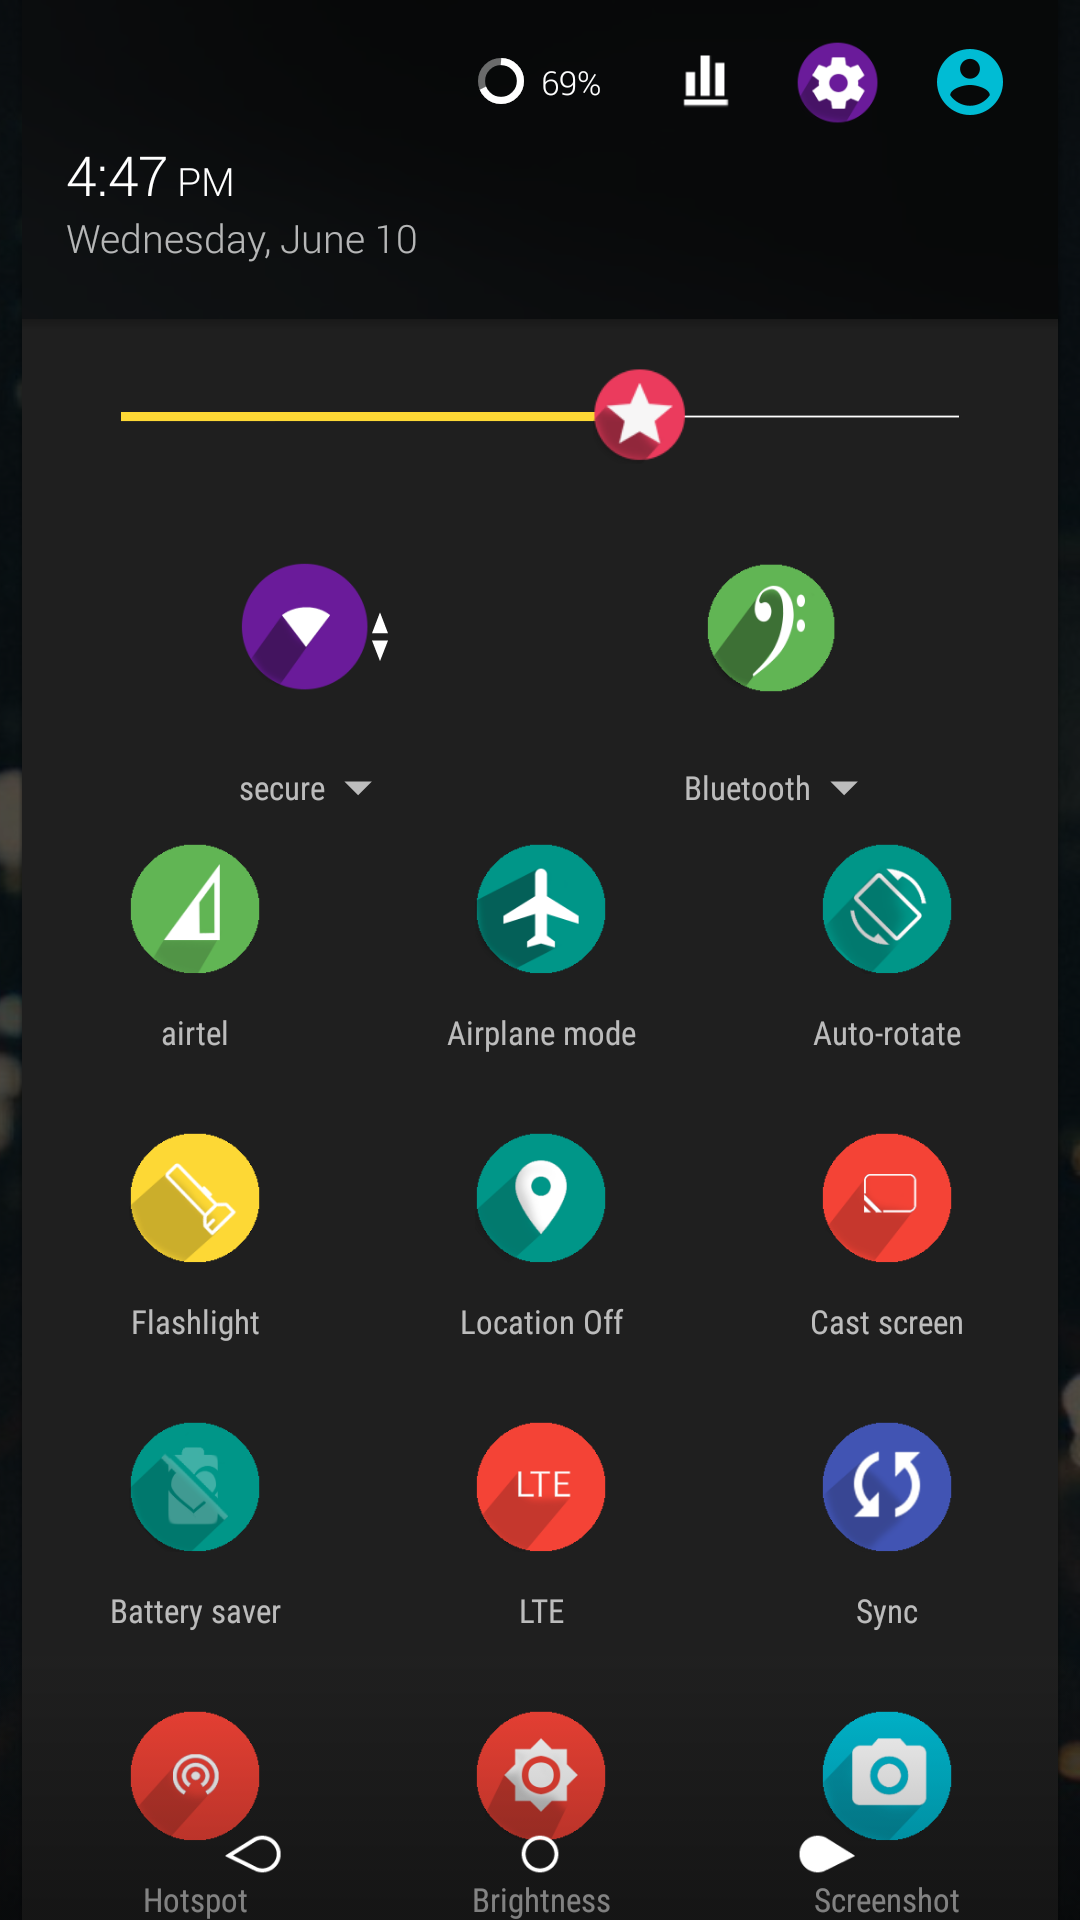 69%
4:47 PM
Wednesday, June 10
secure
Bluetooth
airtel
Airplane mode
Auto-rotate
Flashlight
Location Off
Cast screen
LTE
Battery saver
LTE
Sync
Hotspot
Brightness
Screenshot